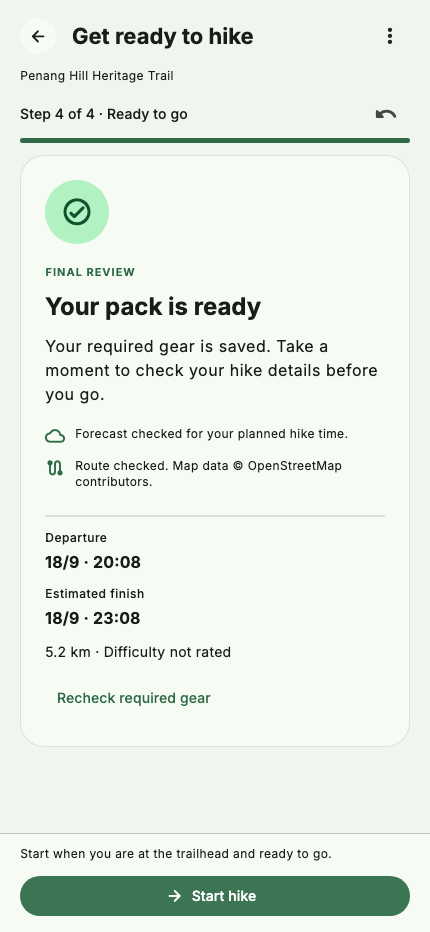 Get ready to hike
Penang Hill Heritage Trail
Step 4 of 4 · Ready to go
FINAL REVIEW
Your pack is ready
Your required gear is saved. Take a
moment to check your hike details before
you go.
Forecast checked for your planned hike time.
Route checked. Map data © OpenStreetMap
contributors.
Departure
18/9 · 20:08
Estimated finish
18/9 · 23:08
5.2 km · Difficulty not rated
Recheck required gear
Start when you are at the trailhead and ready to go.
Start hike